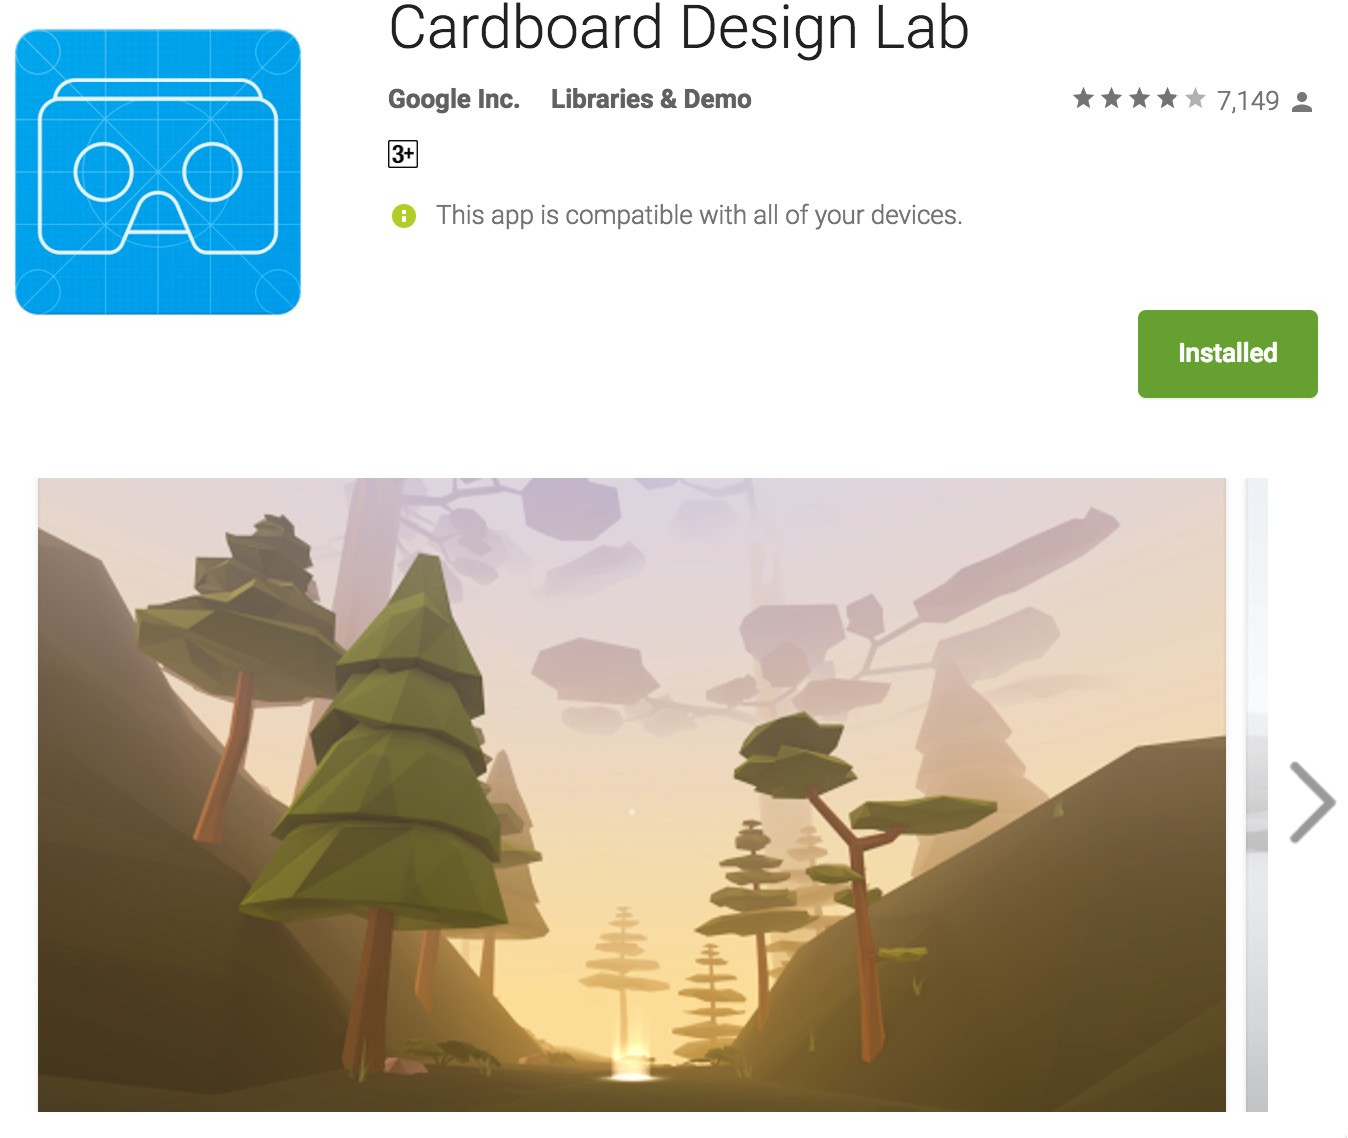 Cardboard Design Lab
Google Inc. Libraries & Demo 7,149
3+
This app is compatible with all of your devices.
Installed